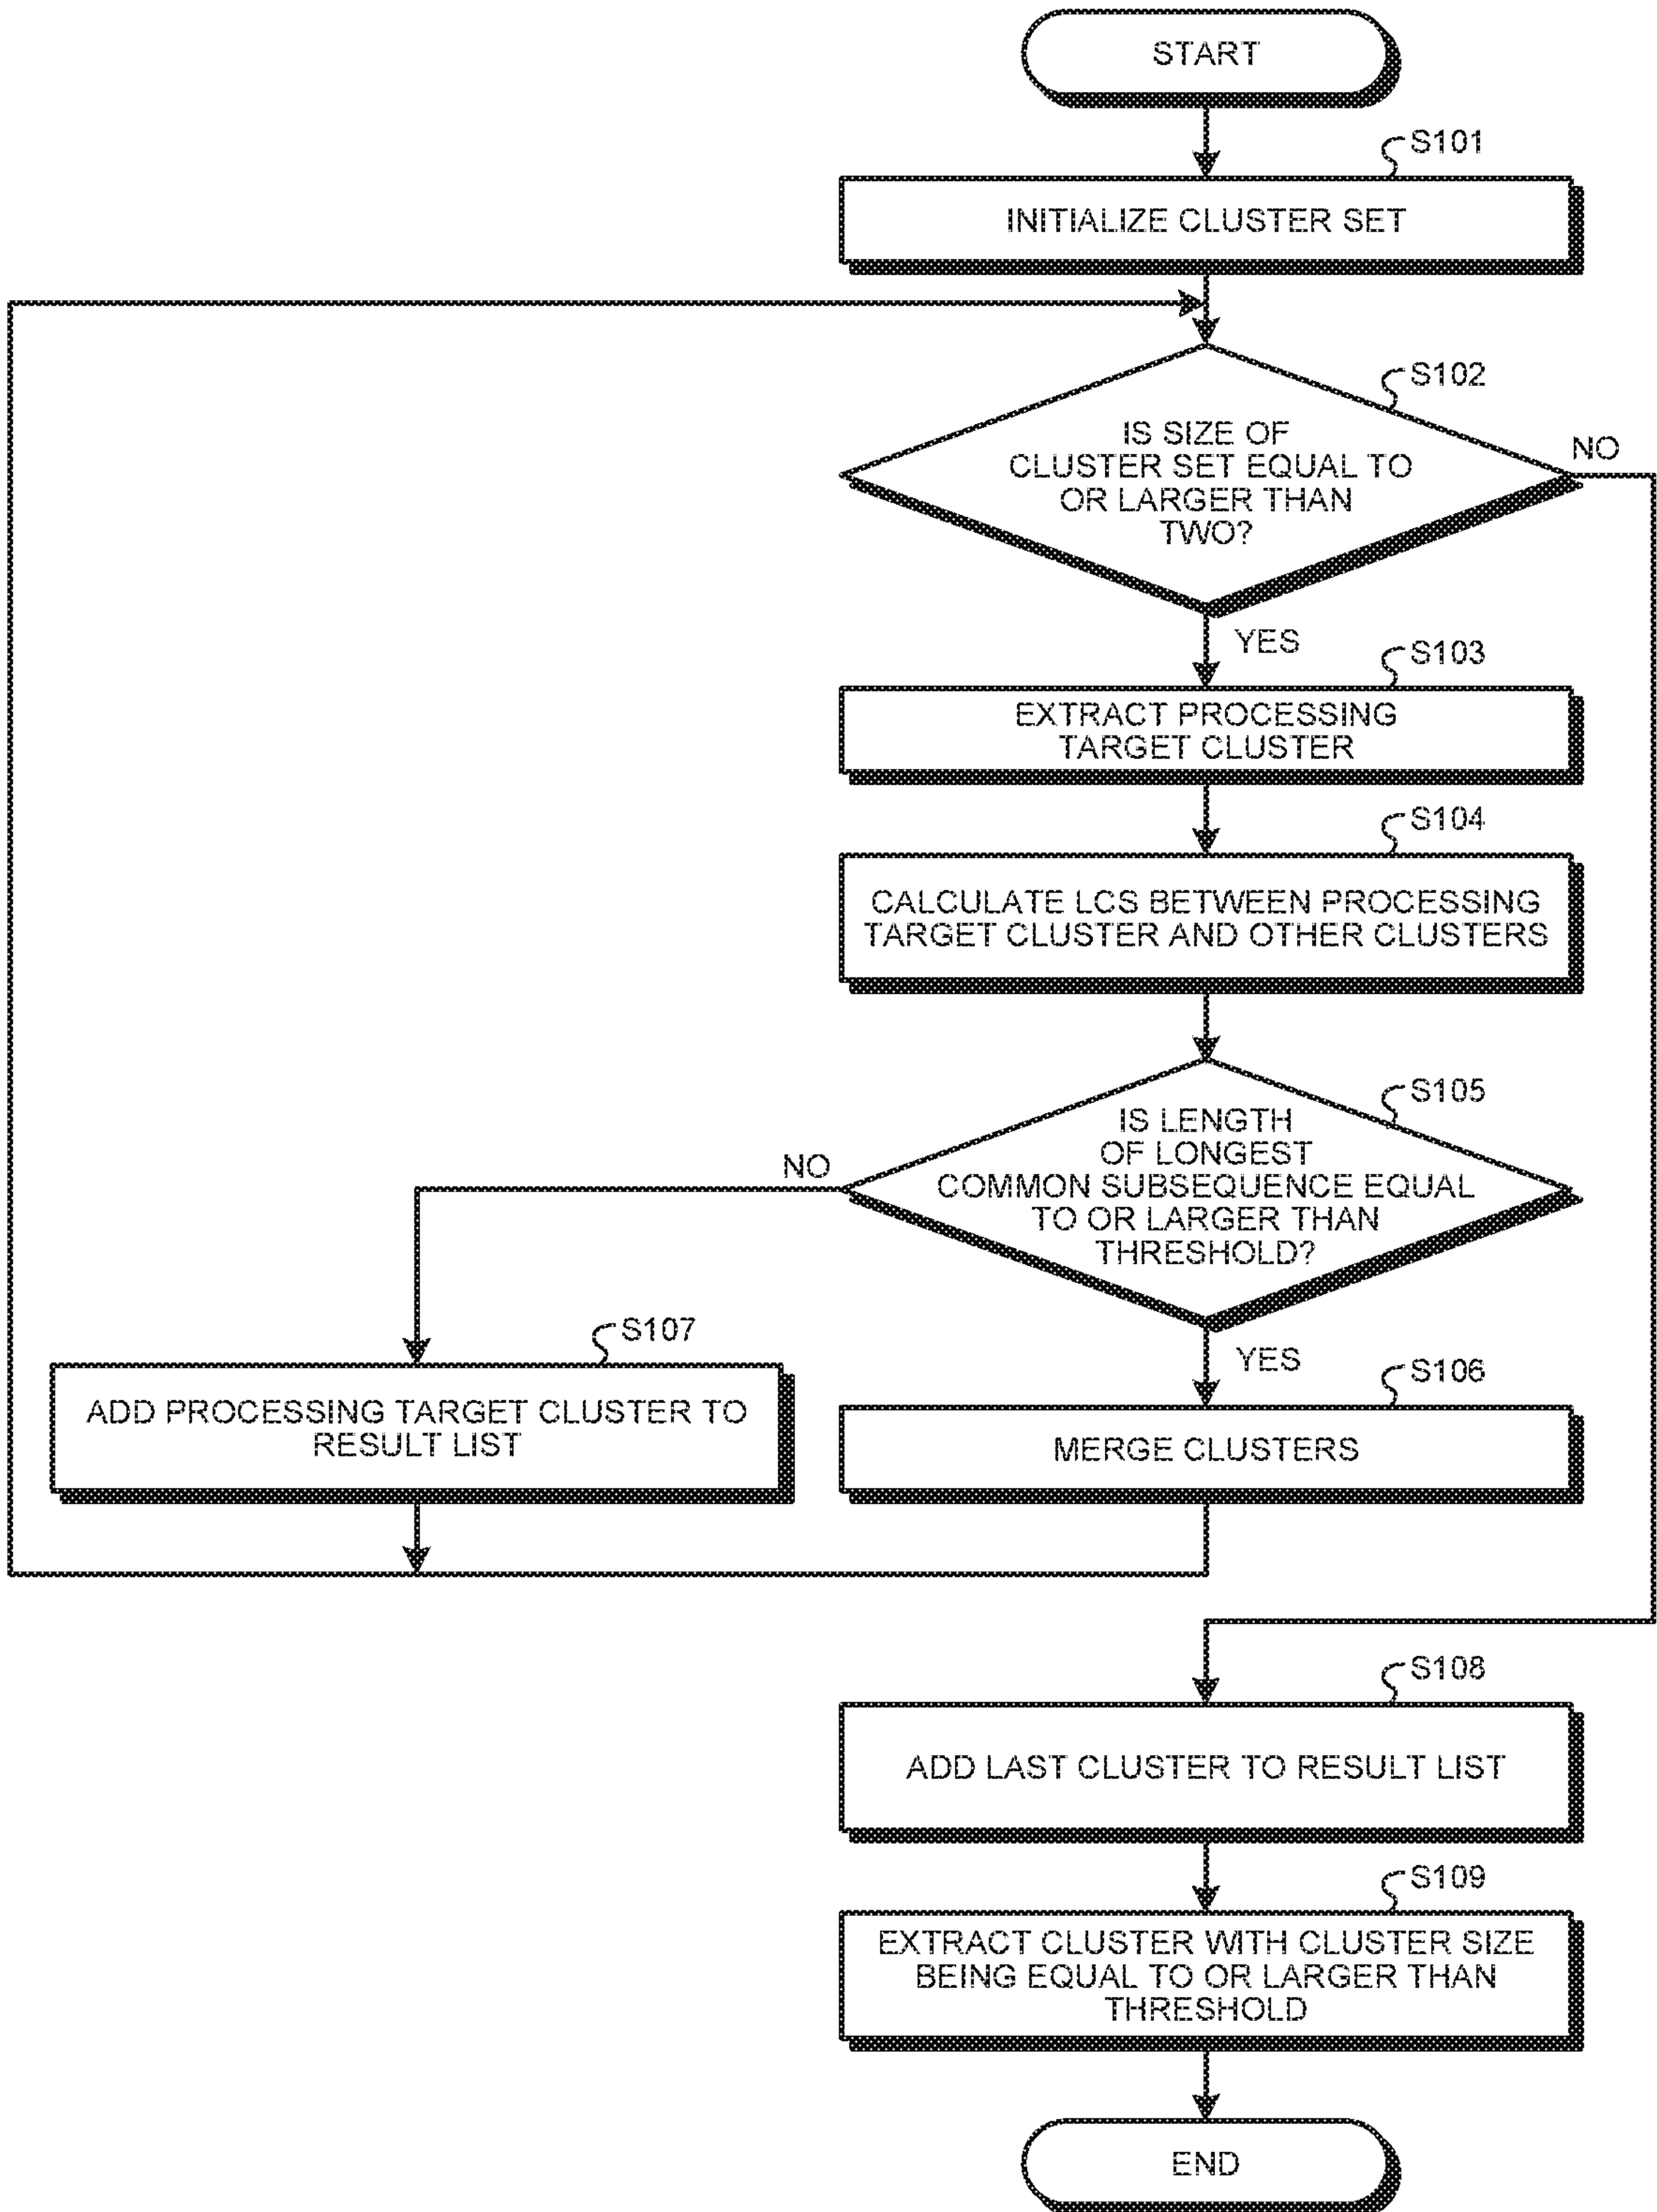 START
S101
INITIALIZE CLUSTER SET
S102
IS SIZE OF
CLUSTER SET EQUAL TO
OR LARGER THAN
TWO?
NO
YES
S103
EXTRACT PROCESSING
TARGET CLUSTER
S104
CALCULATE LCS BETWEEN PROCESSING
TARGET CLUSTER AND OTHER CLUSTERS
S105
IS LENGTH
OF LONGEST
COMMON SUBSEQUENCE EQUAL
TO OR LARGER THAN
THRESHOLD?
NO
YES
S107
ADD PROCESSING TARGET CLUSTER TO
RESULT LIST
S106
MERGE CLUSTERS
S108
ADD LAST CLUSTER TO RESULT LIST
S109
EXTRACT CLUSTER WITH CLUSTER SIZE
BEING EQUAL TO OR LARGER THAN
THRESHOLD
END